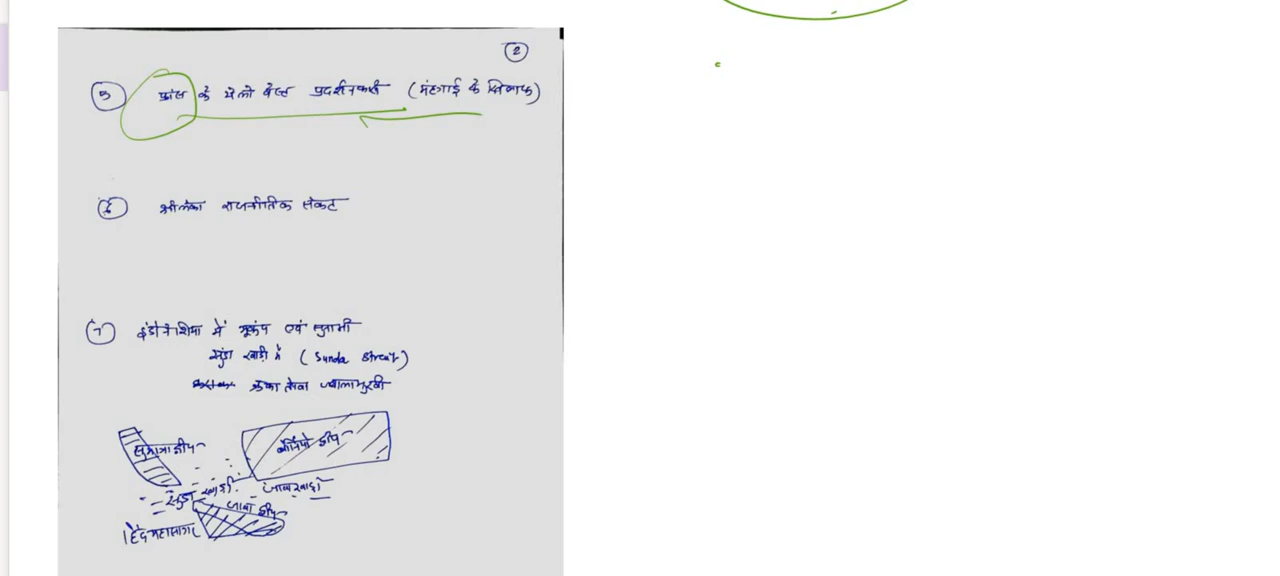 2
5 फ्रांस के येलो वेस्ट प्रदर्शनकारी (मंहगाई के खिलाफ)
6 श्रीलंका राजनीतिक संकट
7 इंडोनेशिया में भूकंप एवं सुनामी
सुंडा खाड़ी में (Sunda Strait)
क्राकातोवा ज्वालामुखी
सुमात्रा द्वीप
बोर्नियो द्वीप
सुंडा खाड़ी
जावा खाड़ी
जावा द्वीप
हिंद महासागर